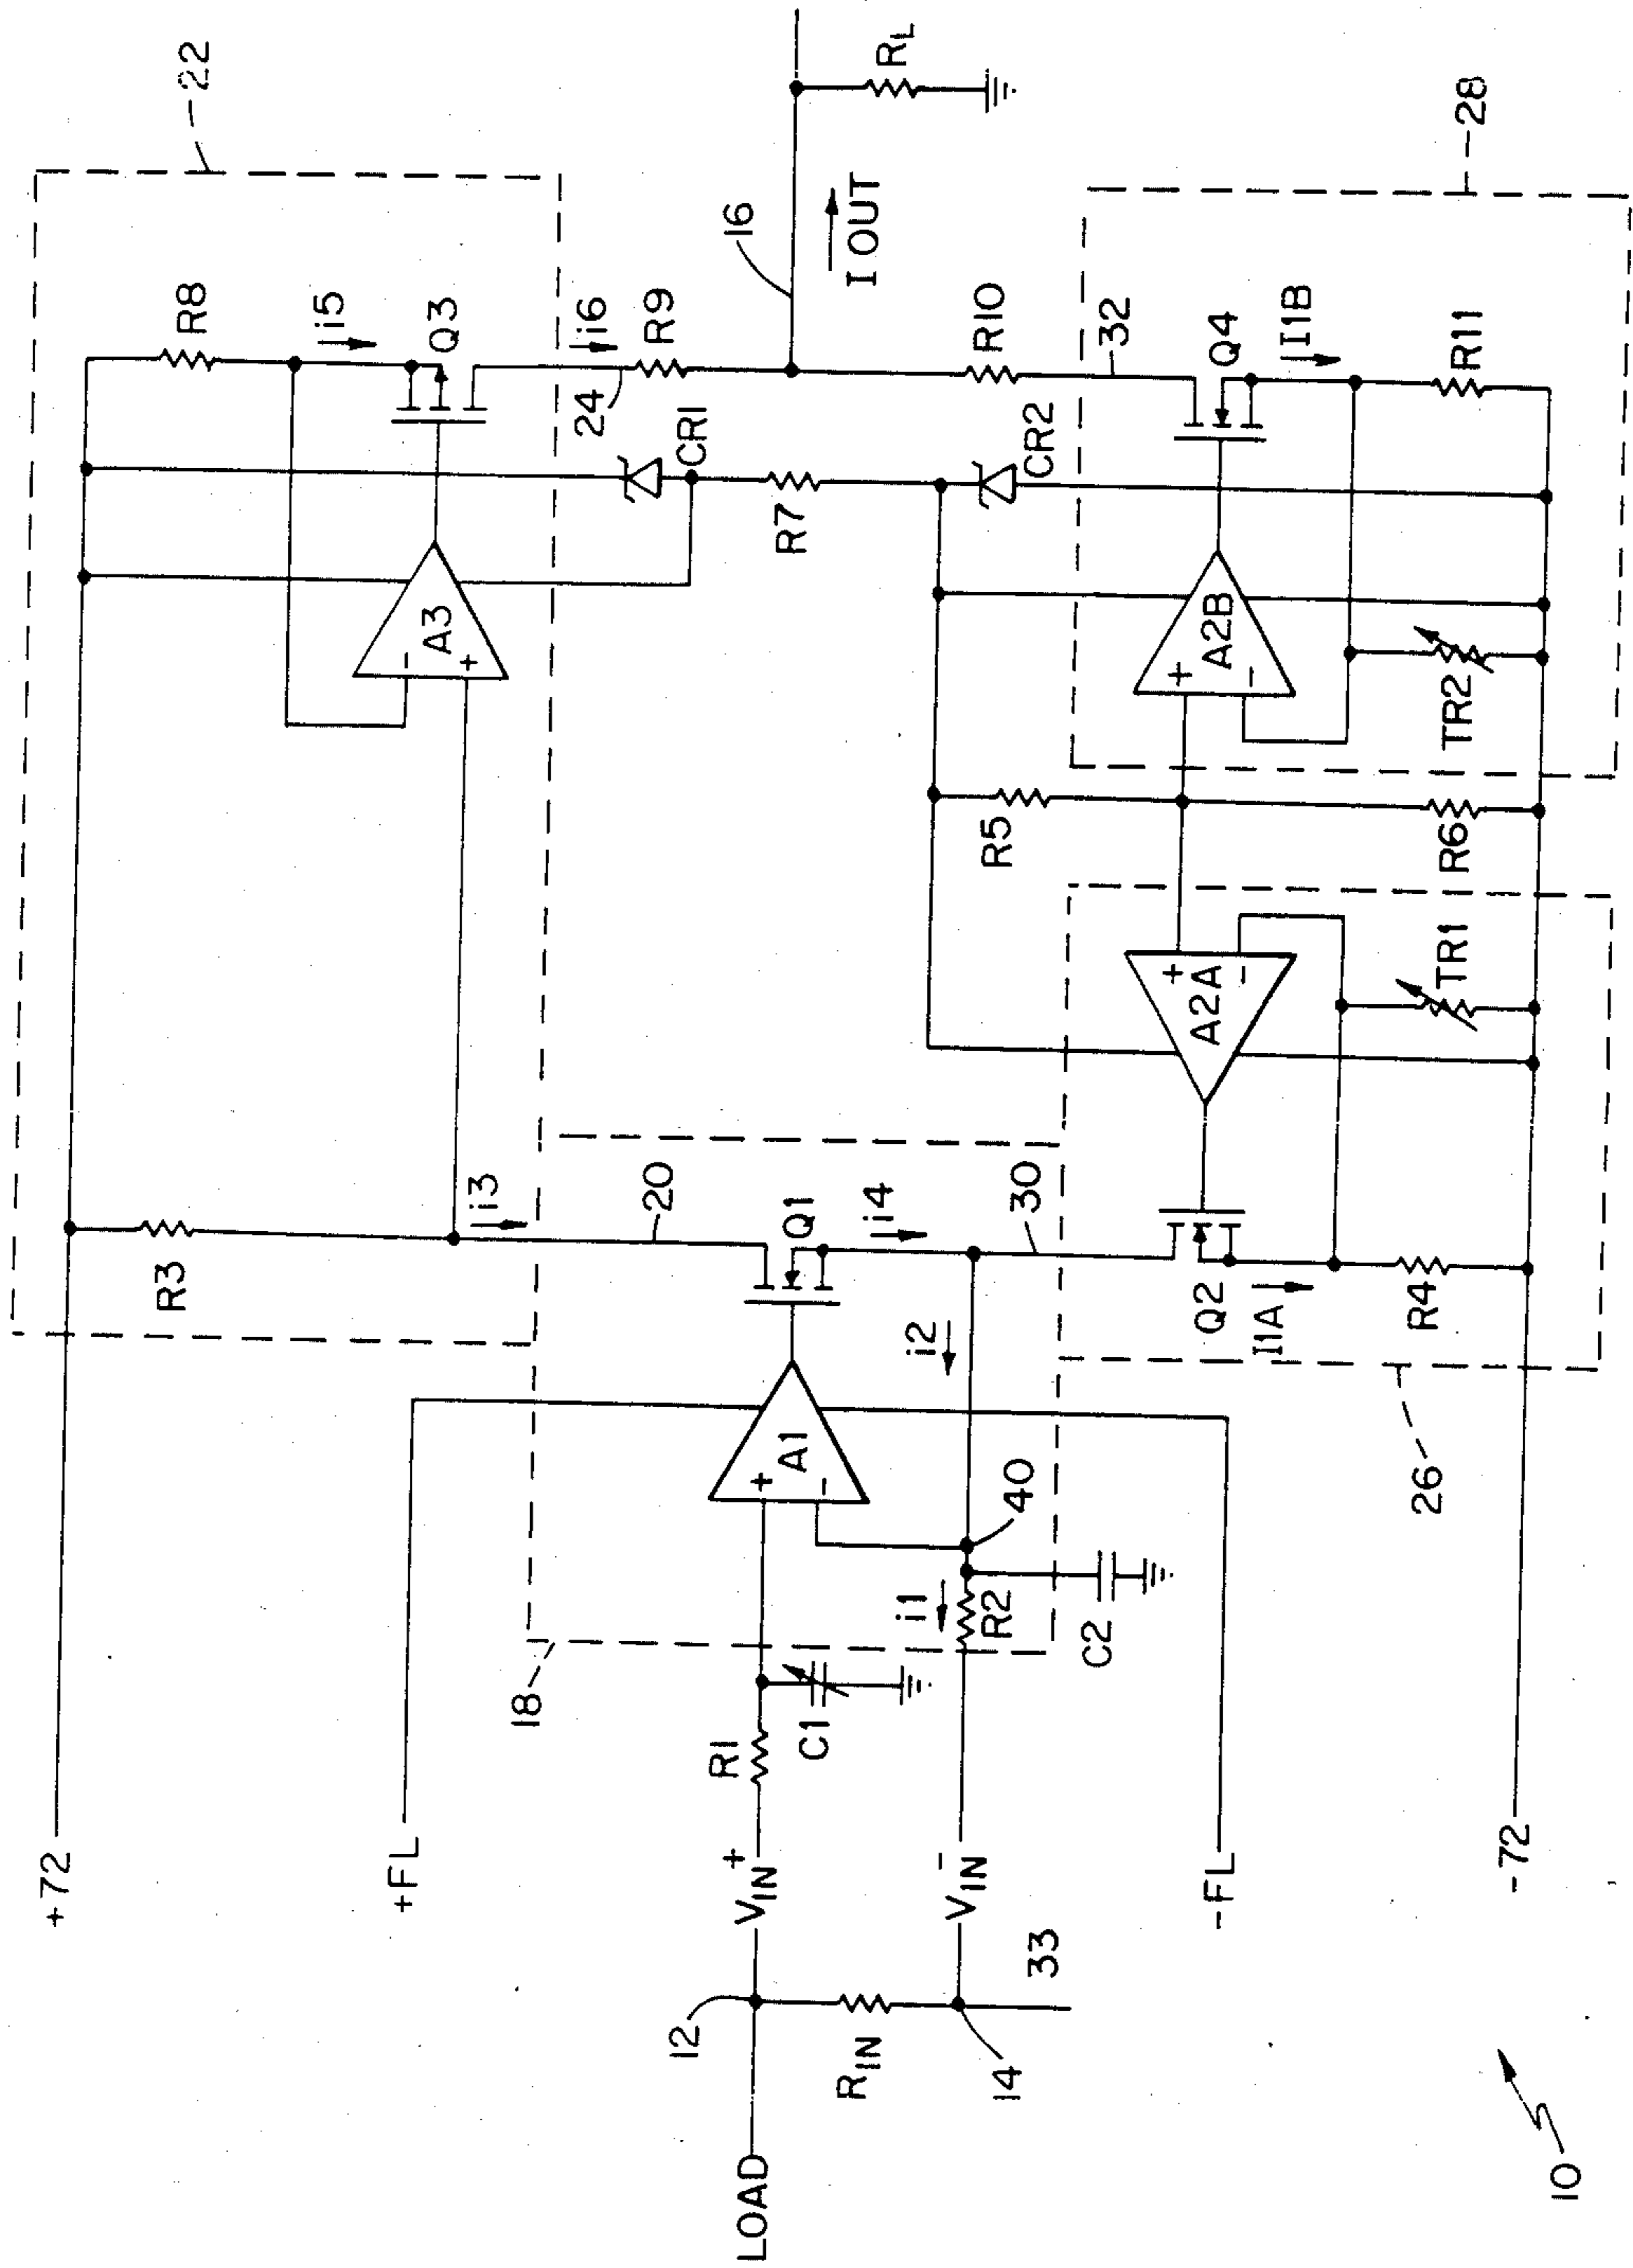 +72
+FL
LOAD
12
RIN
14
33
VIN+
VIN-
-FL
-72
10
R1
C1
18
i1
R2
C2
40
A1
+
-
i2
Q1
i4
20
30
R3
i3
Q2
I1A
R4
26
A2A
+
-
TR1
R5
R6
A3
-
+
22
R8
i5
Q3
i6
24
R9
CR1
R7
CR2
16
I OUT
RL
R10
32
A2B
+
-
Q4
I1B
TR2
R11
28